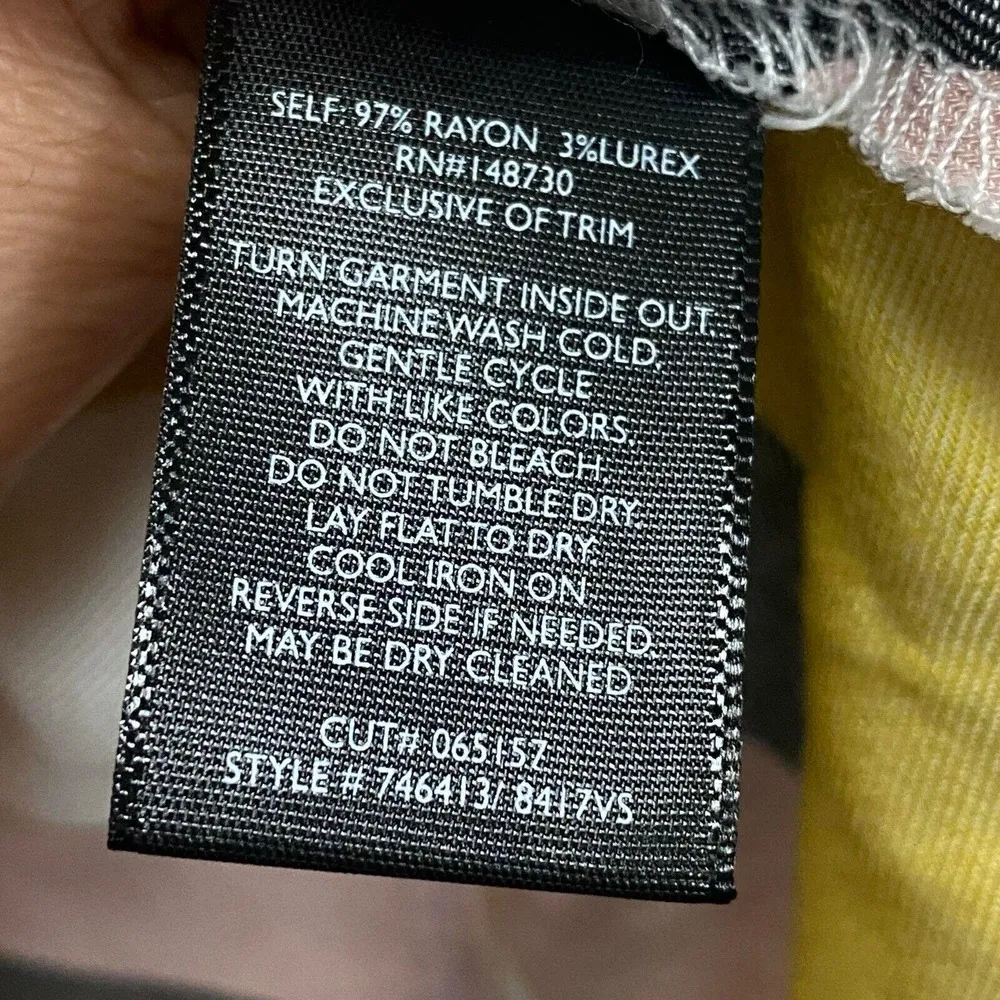 SELF: 97% RAYON 3%LUREX
RN#148730
EXCLUSIVE OF TRIM
TURN GARMENT INSIDE OUT.
MACHINE WASH COLD,
GENTLE CYCLE
WITH LIKE COLORS.
DO NOT BLEACH.
DO NOT TUMBLE DRY.
LAY FLAT TO DRY.
COOL IRON ON
REVERSE SIDE IF NEEDED.
MAY BE DRY CLEANED
CUT# 065157
STYLE # 746413/ 8417VS